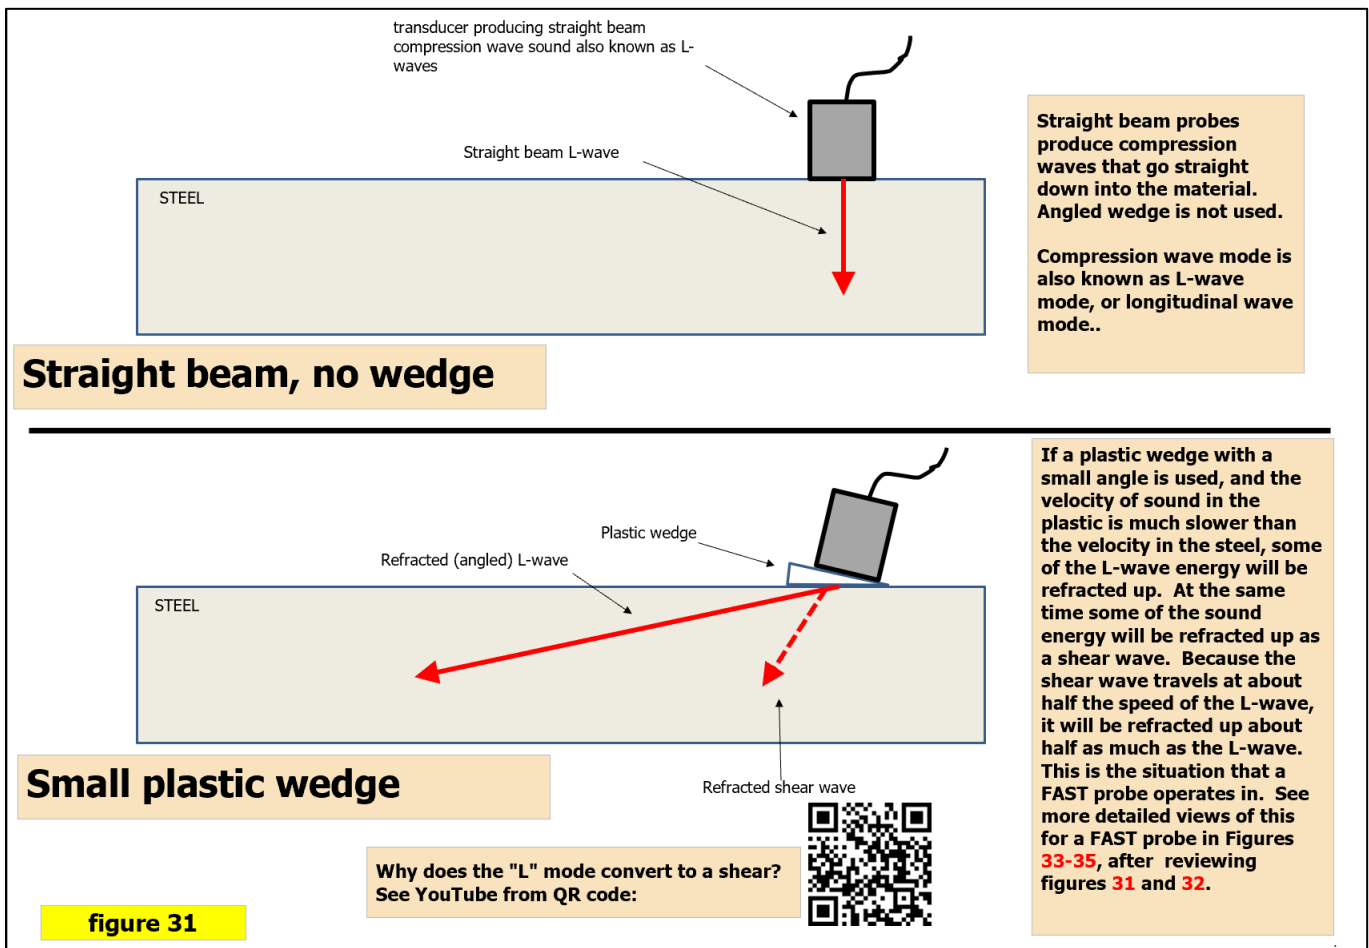 transducer producing straight beam
compression wave sound also known as L-
waves
Straight beam L-wave
STEEL
Straight beam probes
produce compression
waves that go straight
down into the material.
Angled wedge is not used.
Compression wave mode is
also known as L-wave
mode, or longitudinal wave
mode..
Straight beam, no wedge
Plastic wedge
Refracted (angled) L-wave
STEEL
Refracted shear wave
If a plastic wedge with a
small angle is used, and the
velocity of sound in the
plastic is much slower than
the velocity in the steel, some
of the L-wave energy will be
refracted up.  At the same
time some of the sound
energy will be refracted up as
a shear wave.  Because the
shear wave travels at about
half the speed of the L-wave,
it will be refracted up about
half as much as the L-wave.
This is the situation that a
FAST probe operates in.  See
more detailed views of this
for a FAST probe in Figures
33-35, after  reviewing
figures 31 and 32.
Small plastic wedge
Why does the "L" mode convert to a shear?
See YouTube from QR code:
figure 31